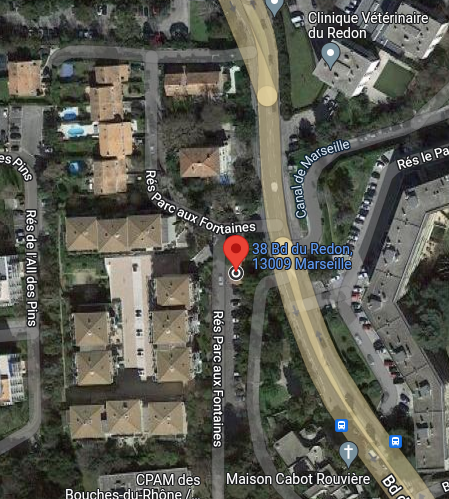 Clinique Vétérinaire
du Redon
Canal de Marseille
Rés le Pa
es Pins
Rés Parc aux Fontaines
Rés de l'All des Pins
38 Bd du Redon,
13009 Marseille
Rés Parc aux Fontaines
CPAM des
Bouches-du-Rhône /...
Maison Cabot Rouvière
Bd d
B